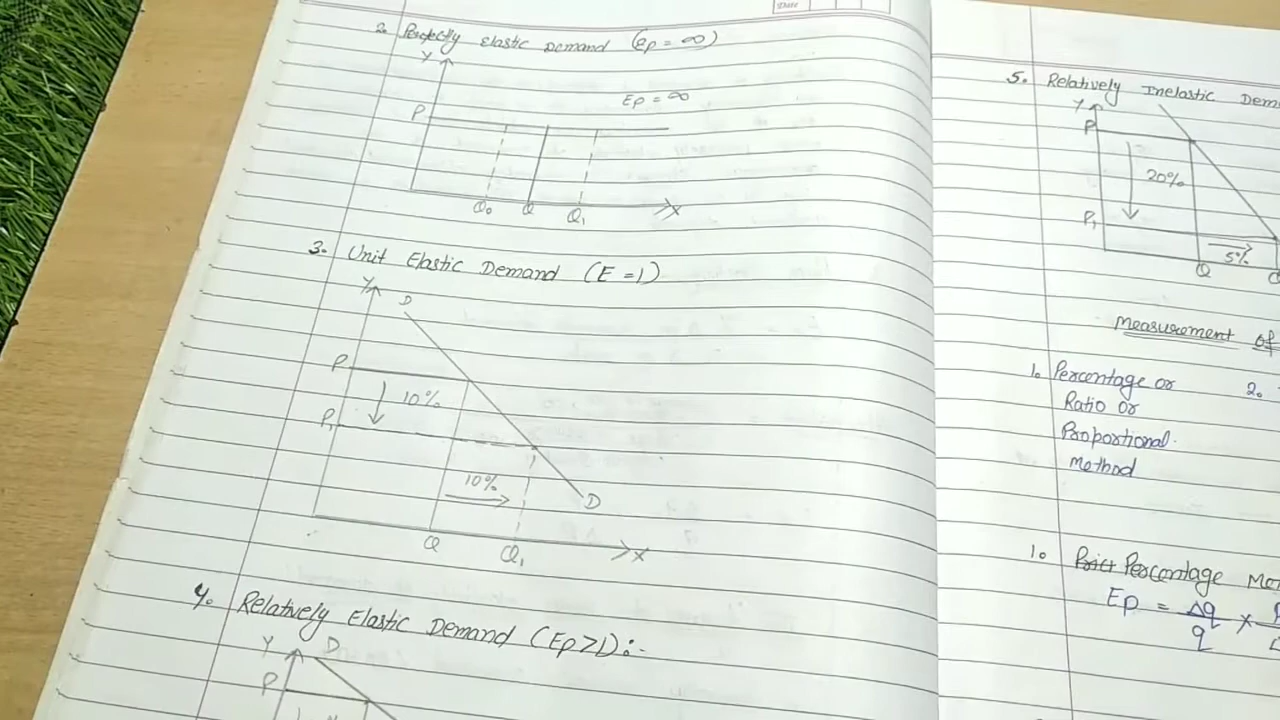 DATE
2. Perfectly Elastic Demand (ep = ∞)
Y
Ep = ∞
P
Q₀ Q Q₁ X
3. Unit Elastic Demand (E = 1)
Y D
P
10%
P₁
10%
D
Q Q₁ X
4. Relatively Elastic Demand (Ep>1):-
Y D
P
5. Relatively Inelastic
Y
P
20%
P₁
5%
Q
Measurement of
1. Percentage or 2.
Ratio or
Proportional
Method
1. Percentage
Ep = Δq ×
q